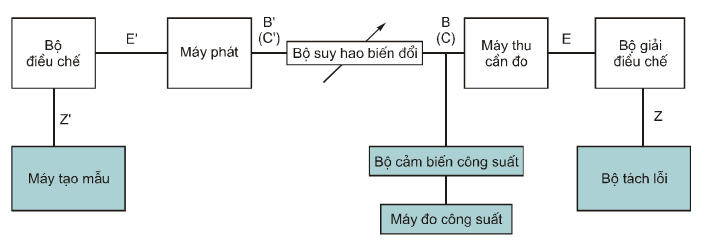 Bộ
điều chế
E'
Máy phát
B'
(C')
Bộ suy hao biến đổi
B
(C)
Máy thu
cần đo
E
Bộ giải
điều chế
Z'
Z
Máy tạo mẫu
Bộ cảm biến công suất
Bộ tách lỗi
Máy đo công suất